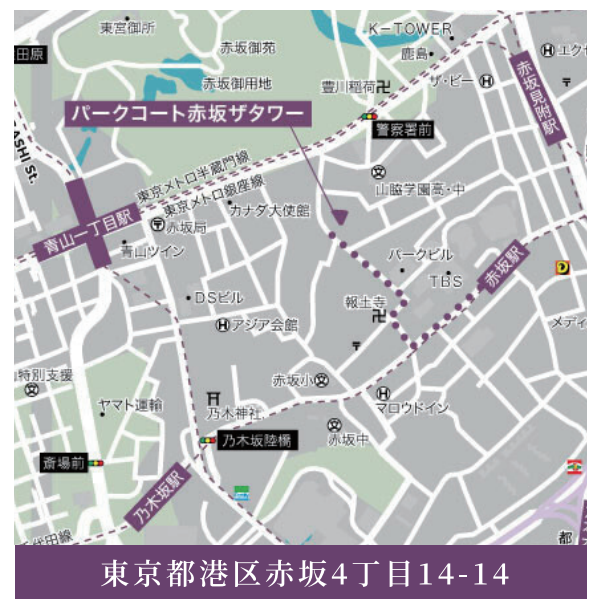 東宮御所
K-TOWER
鹿島
エクセ
田原
赤坂御苑
赤坂御用地
豊川稲荷
ザ・ビー
赤坂見附駅
パークコート赤坂ザタワー
警察署前
ASHI St.
東京メトロ半蔵門線
東京メトロ銀座線
山脇学園高・中
青山一丁目駅
カナダ大使館
赤坂局
青山ツイン
パークビル
TBS
赤坂駅
DSビル
報土寺
アジア会館
メディ
特別支援
赤坂小
ヤマト運輸
乃木神社
マロウドイン
乃木坂陸橋
赤坂中
斎場前
乃木坂駅
千代田線
都
東京都港区赤坂4丁目14-14